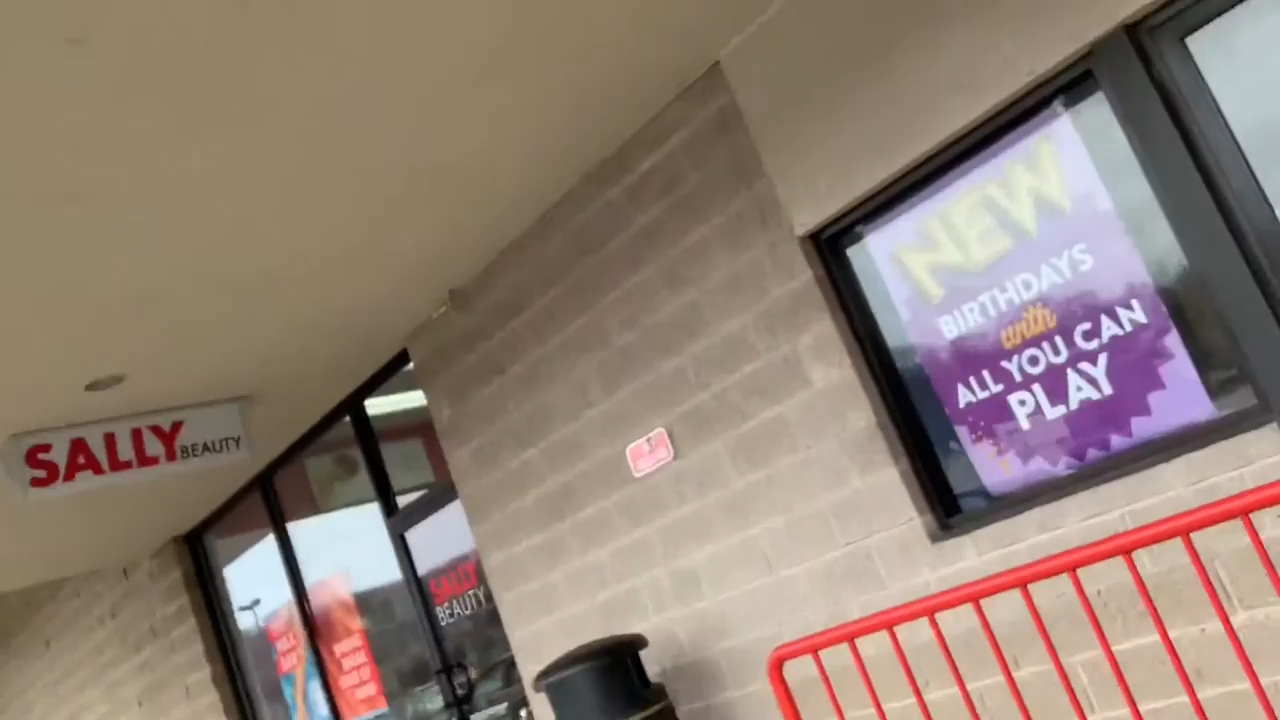 SALLY BEAUTY
SALLY
BEAUTY
NEW
BIRTHDAYS
with
ALL YOU CAN
PLAY